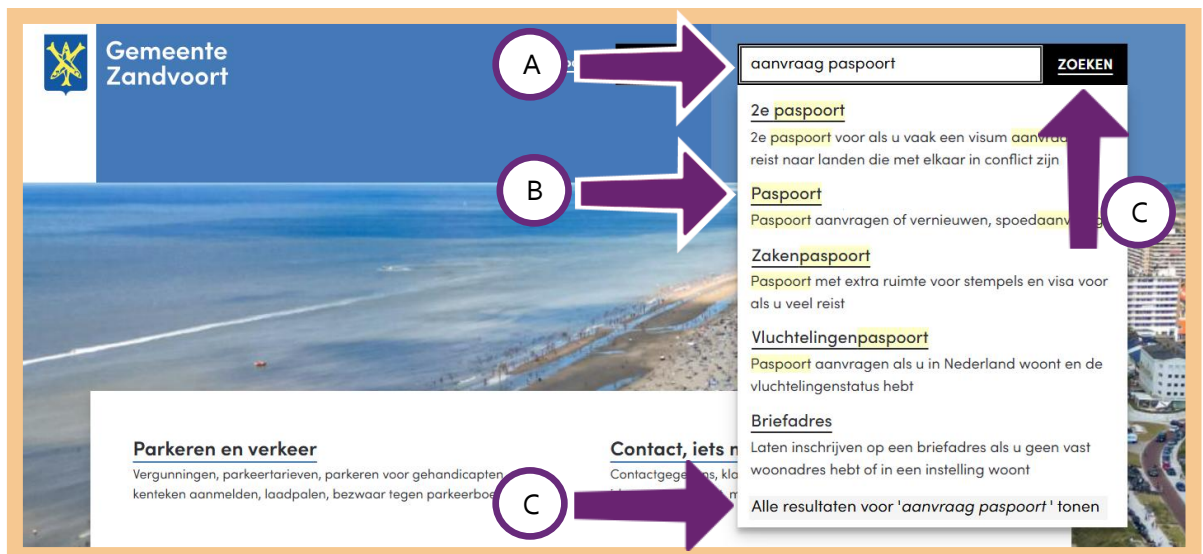 Gemeente
Zandvoort
A
aanvraag paspoort
ZOEKEN
2e paspoort
2e paspoort voor als u vaak een visum
reist naar landen die met elkaar in conflict zijn
B
Paspoort
Paspoort aanvragen of vernieuwen,
C
Zakenpaspoort
Paspoort met extra ruimte voor stempels en visa voor
als u veel reist
Vluchtelingenpaspoort
Paspoort aanvragen als u in Nederland woont en de
vluchtelingenstatus hebt
Briefadres
Laten inschrijven op een briefadres als u geen vast
woonadres hebt of in een instelling woont
Alle resultaten voor 'aanvraag paspoort' tonen
C
Parkeren en verkeer
Vergunningen, parkeertarieven, parkeren voor gehandicapten
kenteken aanmelden, laadpalen, bezwaar tegen
Contact, iets